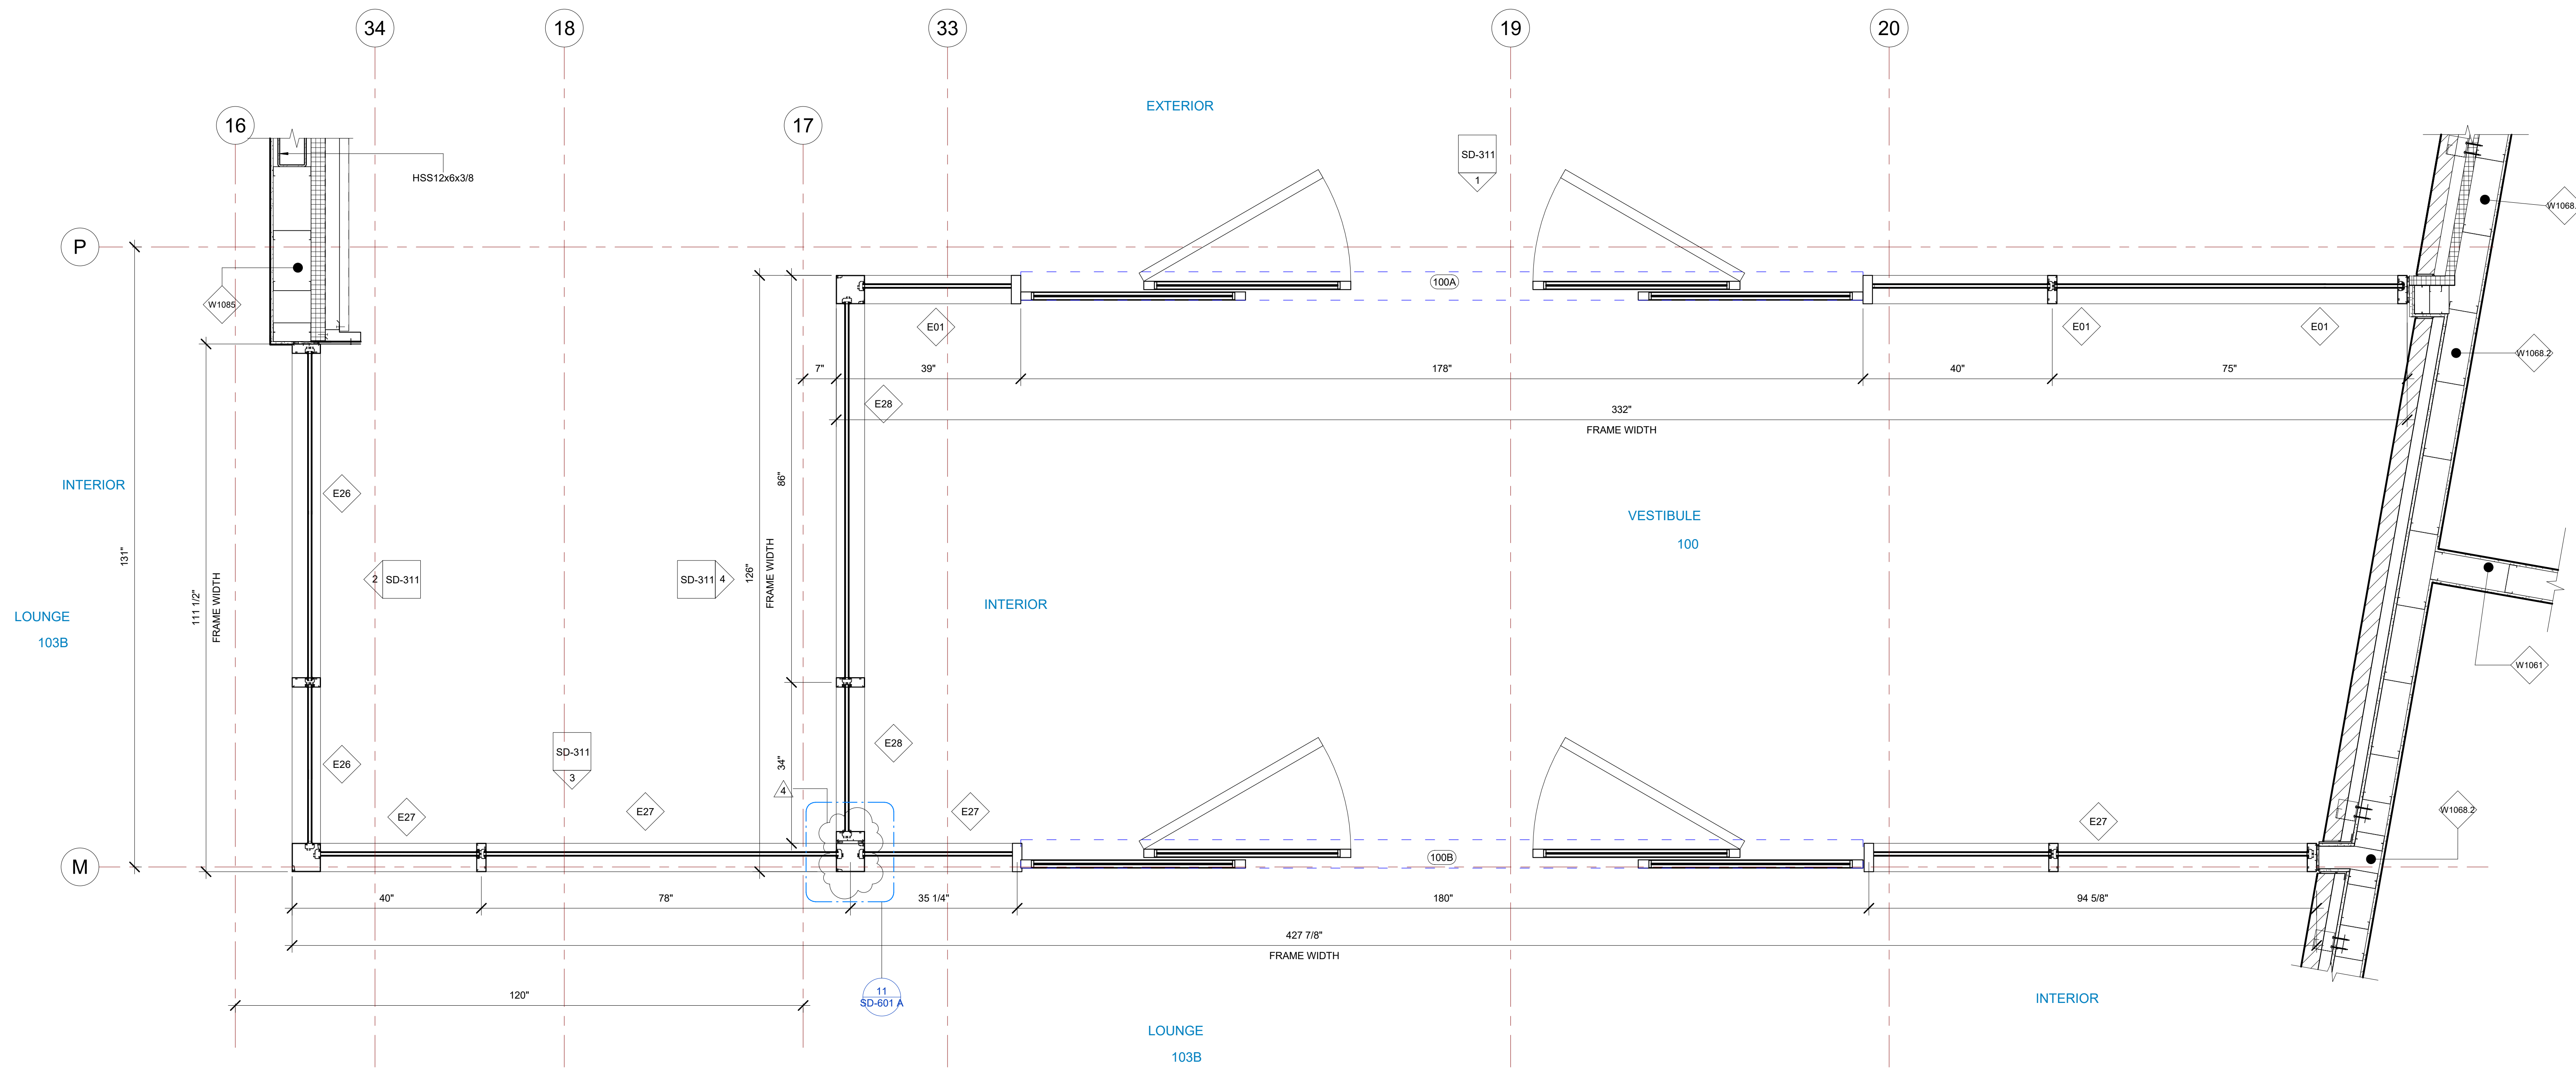 34
18
33
19
20
EXTERIOR
16
17
SD-311
1
HSS12x6x3/8
W1068.
P
100A
W1085
E01
E01
E01
W1068.2
7"
39"
178"
40"
75"
E28
332"
FRAME WIDTH
INTERIOR
E26
86"
VESTIBULE
100
131"
111 1/2"
FRAME WIDTH
2
SD-311
SD-311
4
126"
FRAME WIDTH
INTERIOR
LOUNGE
103B
W1061
SD-311
3
E28
34"
E26
4
E27
E27
E27
E27
W1068.2
M
100B
40"
78"
35 1/4"
180"
94 5/8"
427 7/8"
FRAME WIDTH
120"
11
SD-601 A
INTERIOR
LOUNGE
103B